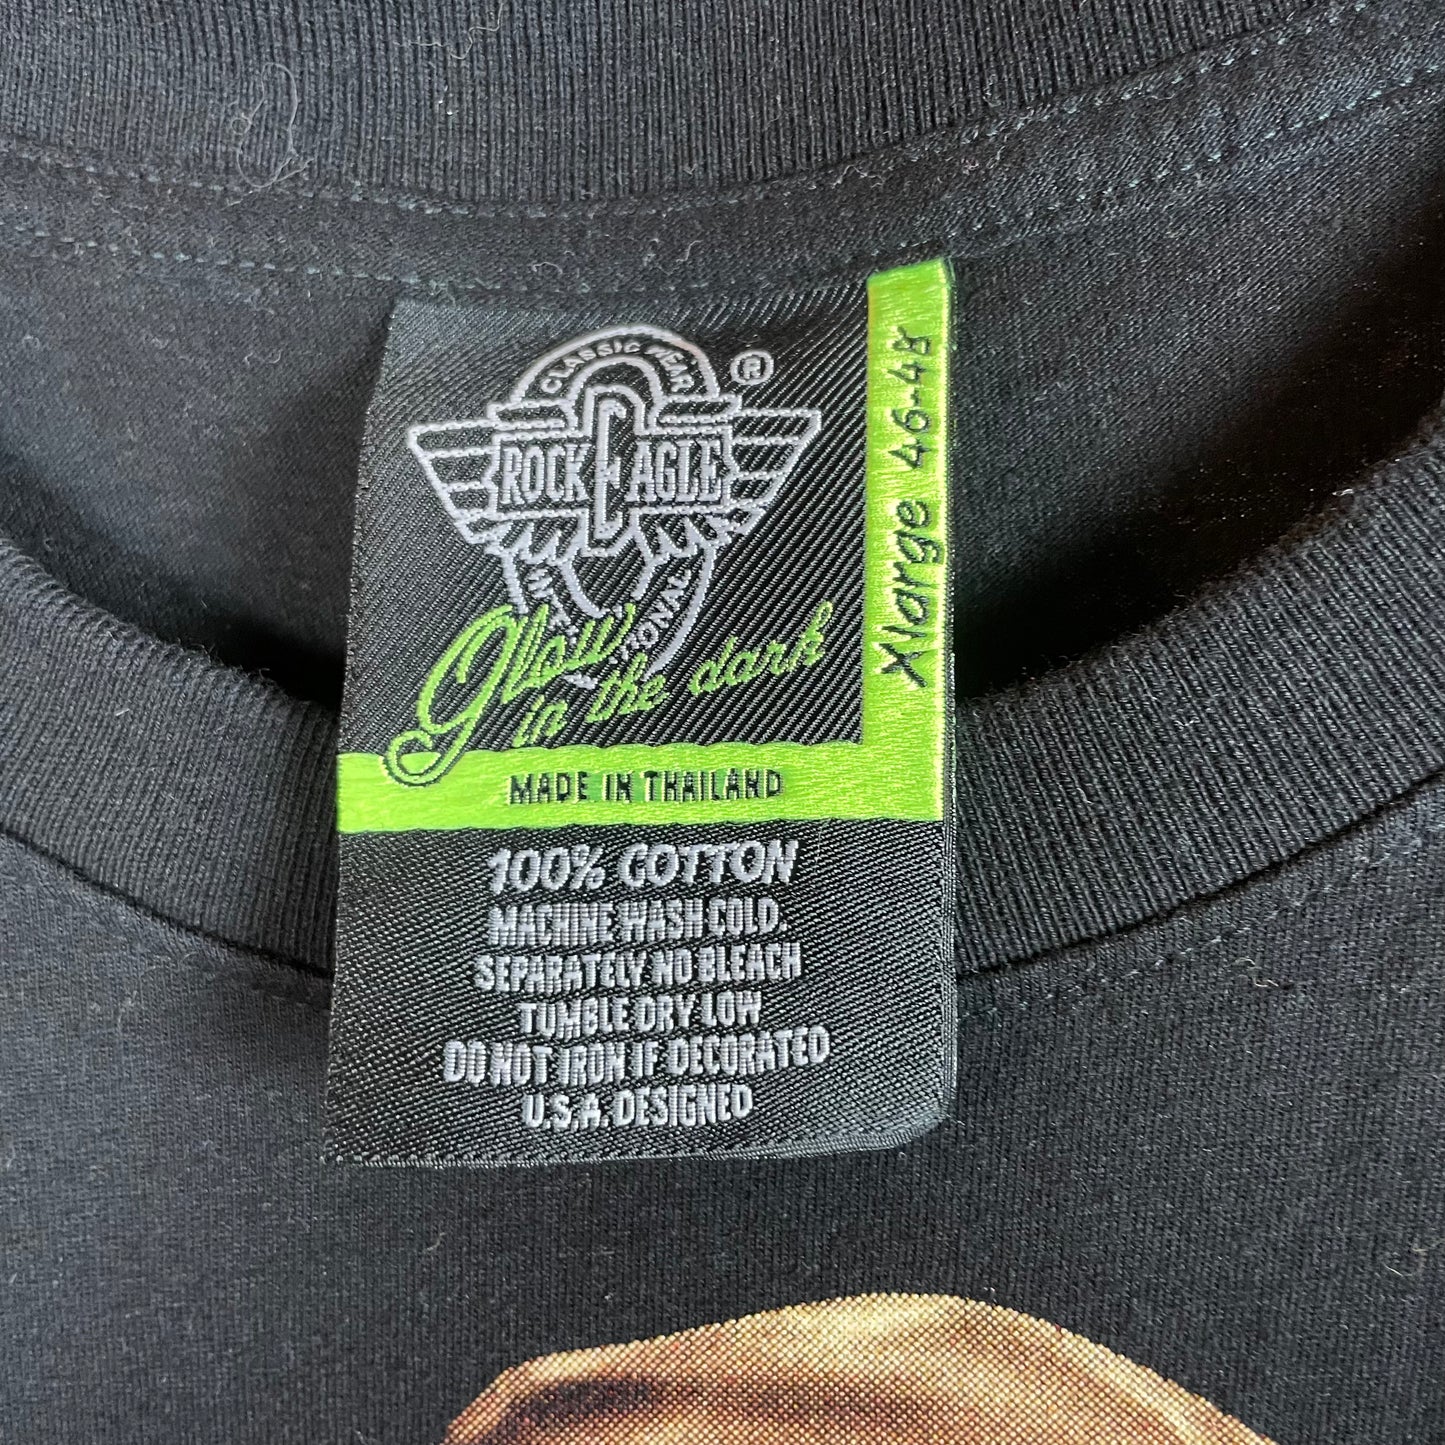 CLASSIC WEAR
®
ROCK EAGLE
glow
in the dark
Xlarge 46-48
MADE IN THAILAND
100% COTTON
MACHINE WASH COLD.
SEPARATELY NO BLEACH
TUMBLE DRY LOW
DO NOT IRON IF DECORATED
U.S.A. DESIGNED